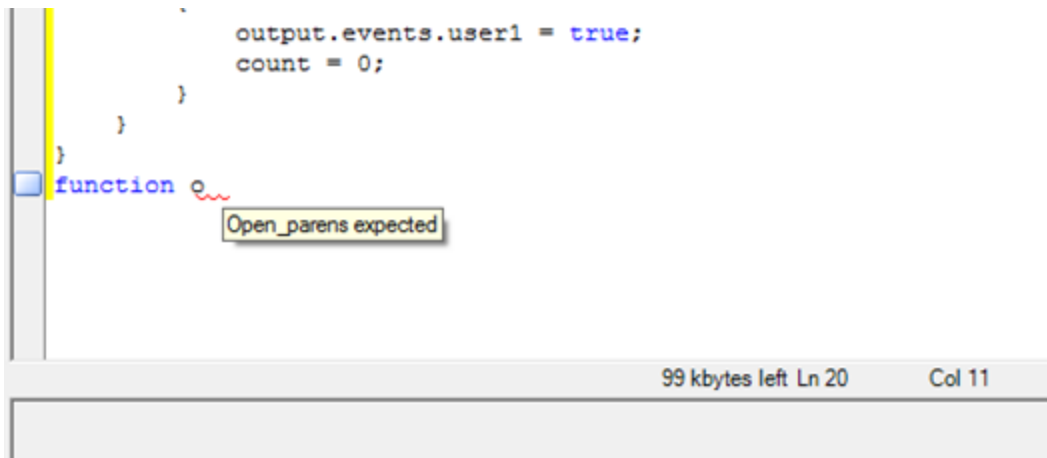 {
output.events.user1 = true;
count = 0;
}
}
}
function o
Open_parens expected
99 kbytes left Ln 20 Col 11